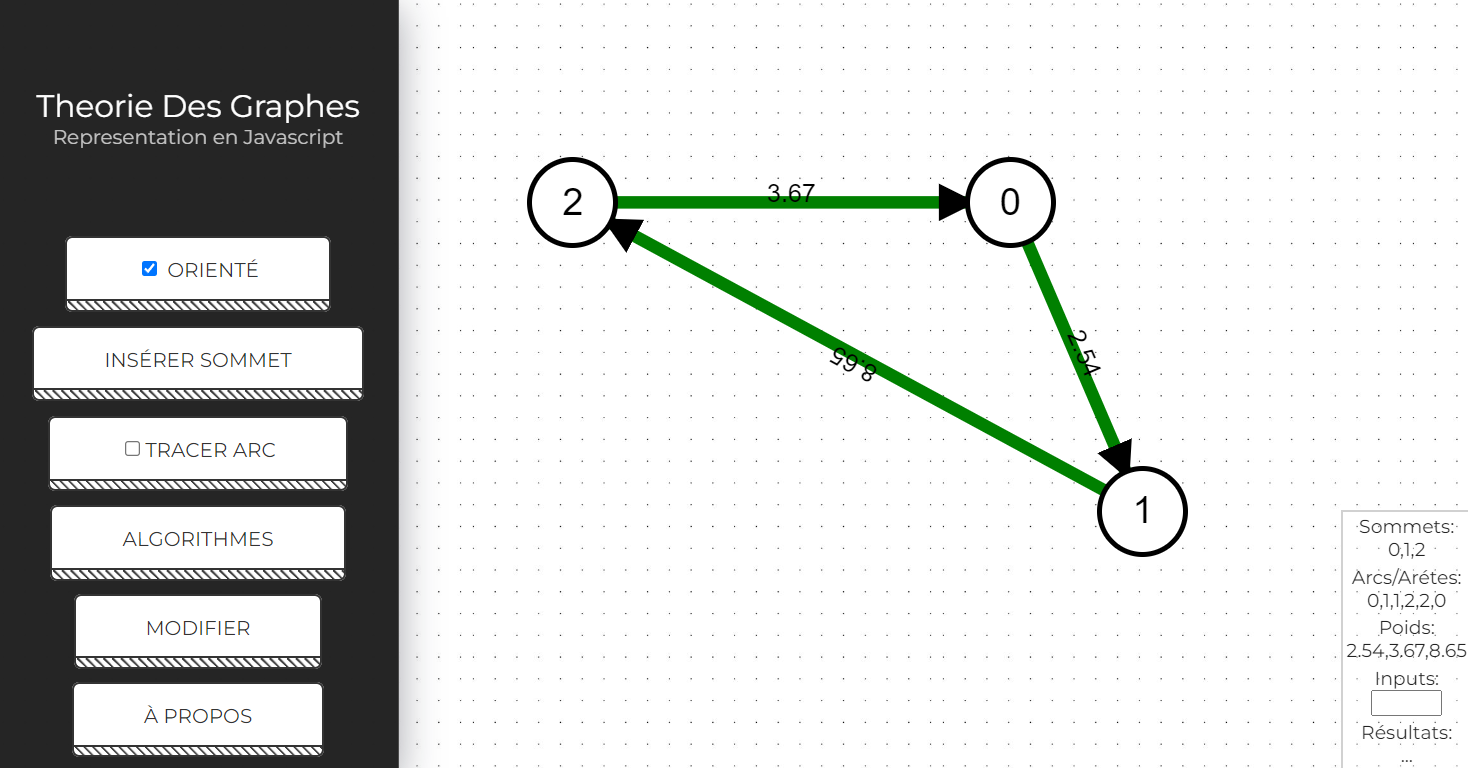 Theorie Des Graphes
Representation en Javascript
ORIENTÉ
INSÉRER SOMMET
TRACER ARC
ALGORITHMES
MODIFIER
À PROPOS
2
3.67
0
8.65
2.54
1
Sommets:
0,1,2
Arcs/Arétes:
0,1,1,2,2,0
Poids:
2.54,3.67,8.65
Inputs:
Résultats:
...